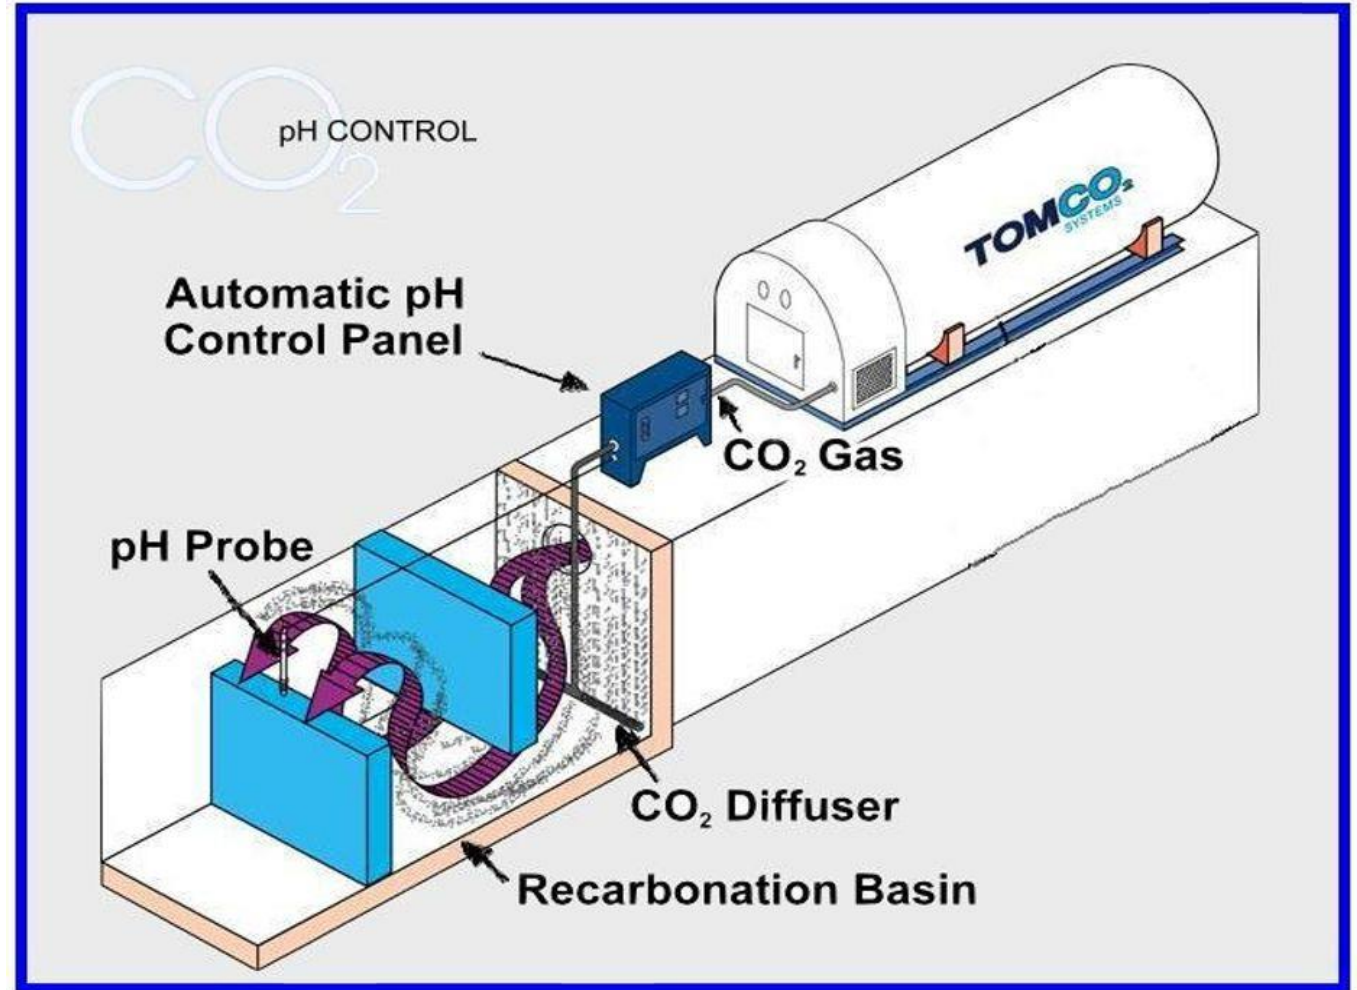 CO₂
pH CONTROL
TOMCO₂
SYSTEMS
Automatic pH
Control Panel
CO₂ Gas
pH Probe
CO₂ Diffuser
Recarbonation Basin